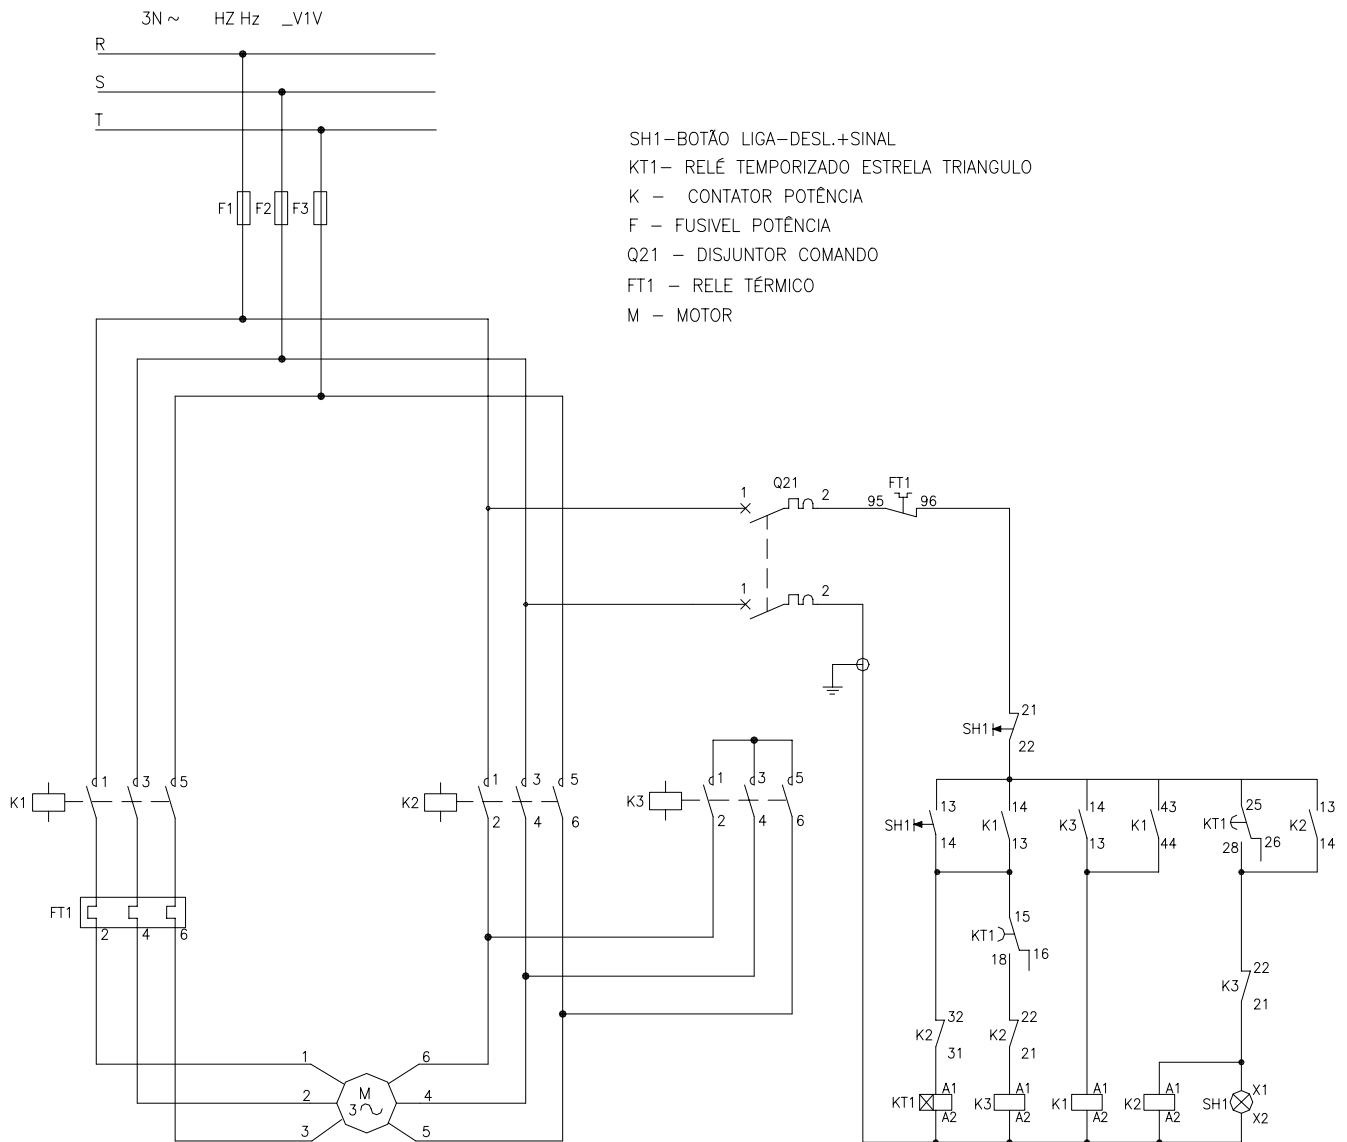 3N ~ HZ Hz _V1V
R
S
T
SH1-BOTÃO LIGA-DESL.+SINAL
KT1- RELÉ TEMPORIZADO ESTRELA TRIANGULO
K - CONTATOR POTÊNCIA
F - FUSIVEL POTÊNCIA
Q21 - DISJUNTOR COMANDO
FT1 - RELE TÉRMICO
M - MOTOR
F1 F2 F3
Q21 FT1
1 2 95 96
1 2
SH1 21
22
K1 1 3 5
K2 1 3 5
2 4 6
K3 1 3 5
2 4 6
SH1 13
14
K1 14
13
K3 14
13
K1 43
44
KT1 25
28 26
K2 13
14
FT1
2 4 6
KT1 15
18 16
K3 22
21
K2 32
31
K2 22
21
1 6
2 M 4
3~
3 5
KT1 A1
A2
K3 A1
A2
K1 A1
A2
K2 A1
A2
SH1 X1
X2